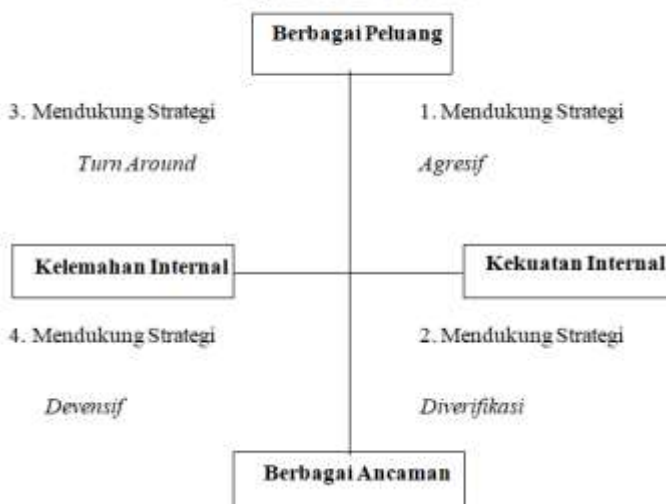 Berbagai Peluang
3. Mendukung Strategi
1. Mendukung Strategi
Turn Around
Agresif
Kelemahan Internal
Kekuatan Internal
4. Mendukung Strategi
2. Mendukung Strategi
Devensif
Diverifikasi
Berbagai Ancaman